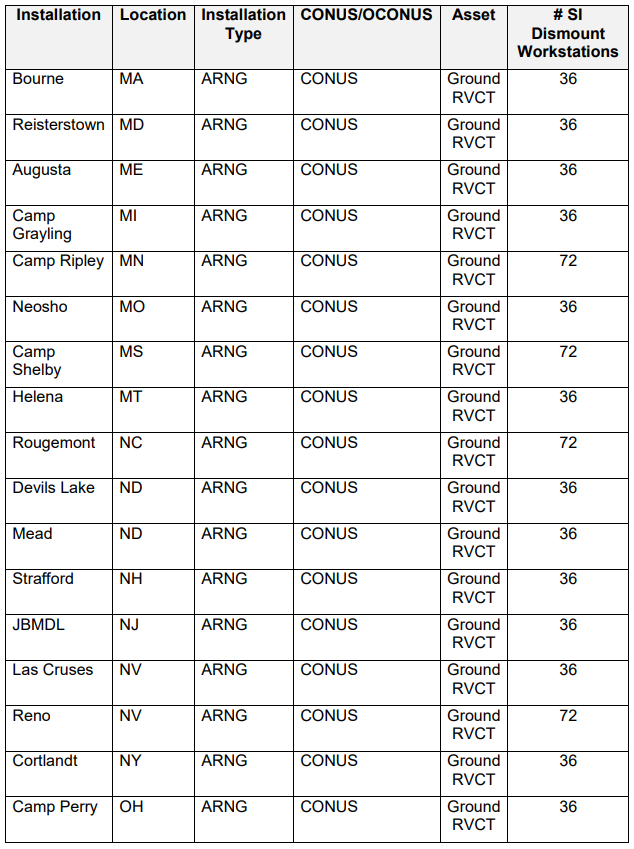 Installation Location Installation Type CONUS/OCONUS Asset # SI Dismount Workstations
Bourne MA ARNG CONUS Ground RVCT 36
Reisterstown MD ARNG CONUS Ground RVCT 36
Augusta ME ARNG CONUS Ground RVCT 36
Camp Grayling MI ARNG CONUS Ground RVCT 36
Camp Ripley MN ARNG CONUS Ground RVCT 72
Neosho MO ARNG CONUS Ground RVCT 36
Camp Shelby MS ARNG CONUS Ground RVCT 72
Helena MT ARNG CONUS Ground RVCT 36
Rougemont NC ARNG CONUS Ground RVCT 72
Devils Lake ND ARNG CONUS Ground RVCT 36
Mead ND ARNG CONUS Ground RVCT 36
Strafford NH ARNG CONUS Ground RVCT 36
JBMDL NJ ARNG CONUS Ground RVCT 36
Las Cruses NV ARNG CONUS Ground RVCT 36
Reno NV ARNG CONUS Ground RVCT 72
Cortlandt NY ARNG CONUS Ground RVCT 36
Camp Perry OH ARNG CONUS Ground RVCT 36